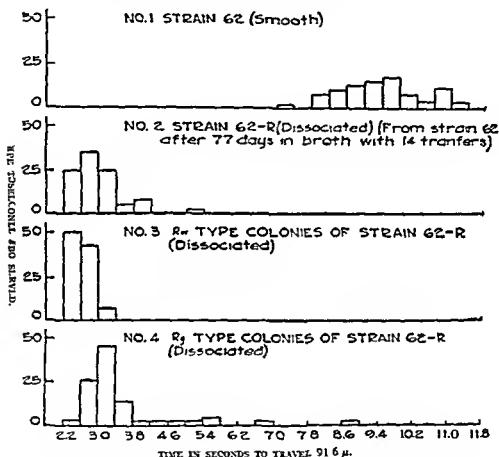 50
25
0
NO.1 STRAIN 62 (Smooth)
50
25
0
NO. 2 STRAIN 62-R (Dissociated) (From strain 62
after 77 days in broth with 14 tranfers)
50
25
0
NO. 3 TYPE COLONIES OF STRAIN 62-R
(Dissociated)
50
25
0
NO. 4 TYPE COLONIES OF STRAIN 62-R
(Dissociated)
2.2 3.0 3.8 4.6 5.4 6.2 7.0 7.8 8.6 9.4 10.2 11.0 11.8
TIME IN SECONDS TO TRAVEL 91 6 μ.